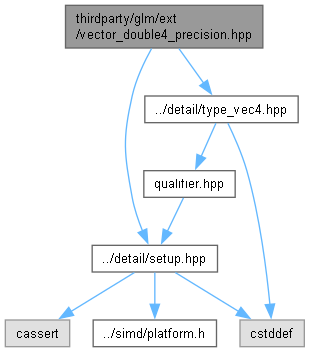 thirdparty/glm/ext
/vector_double4_precision.hpp
../detail/type_vec4.hpp
qualifier.hpp
../detail/setup.hpp
cassert
../simd/platform.h
cstddef